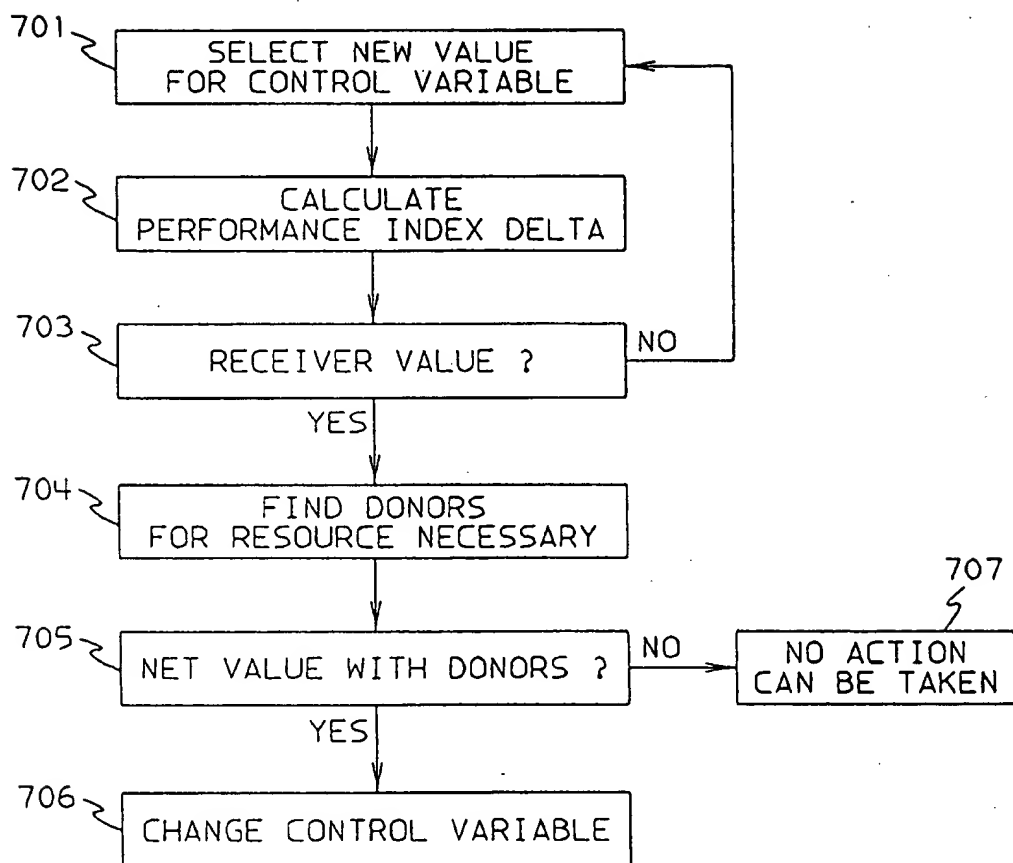 701
SELECT NEW VALUE
FOR CONTROL VARIABLE
702
CALCULATE
PERFORMANCE INDEX DELTA
703
RECEIVER VALUE ?
NO
YES
704
FIND DONORS
FOR RESOURCE NECESSARY
707
705
NET VALUE WITH DONORS ?
NO
NO ACTION
CAN BE TAKEN
YES
706
CHANGE CONTROL VARIABLE